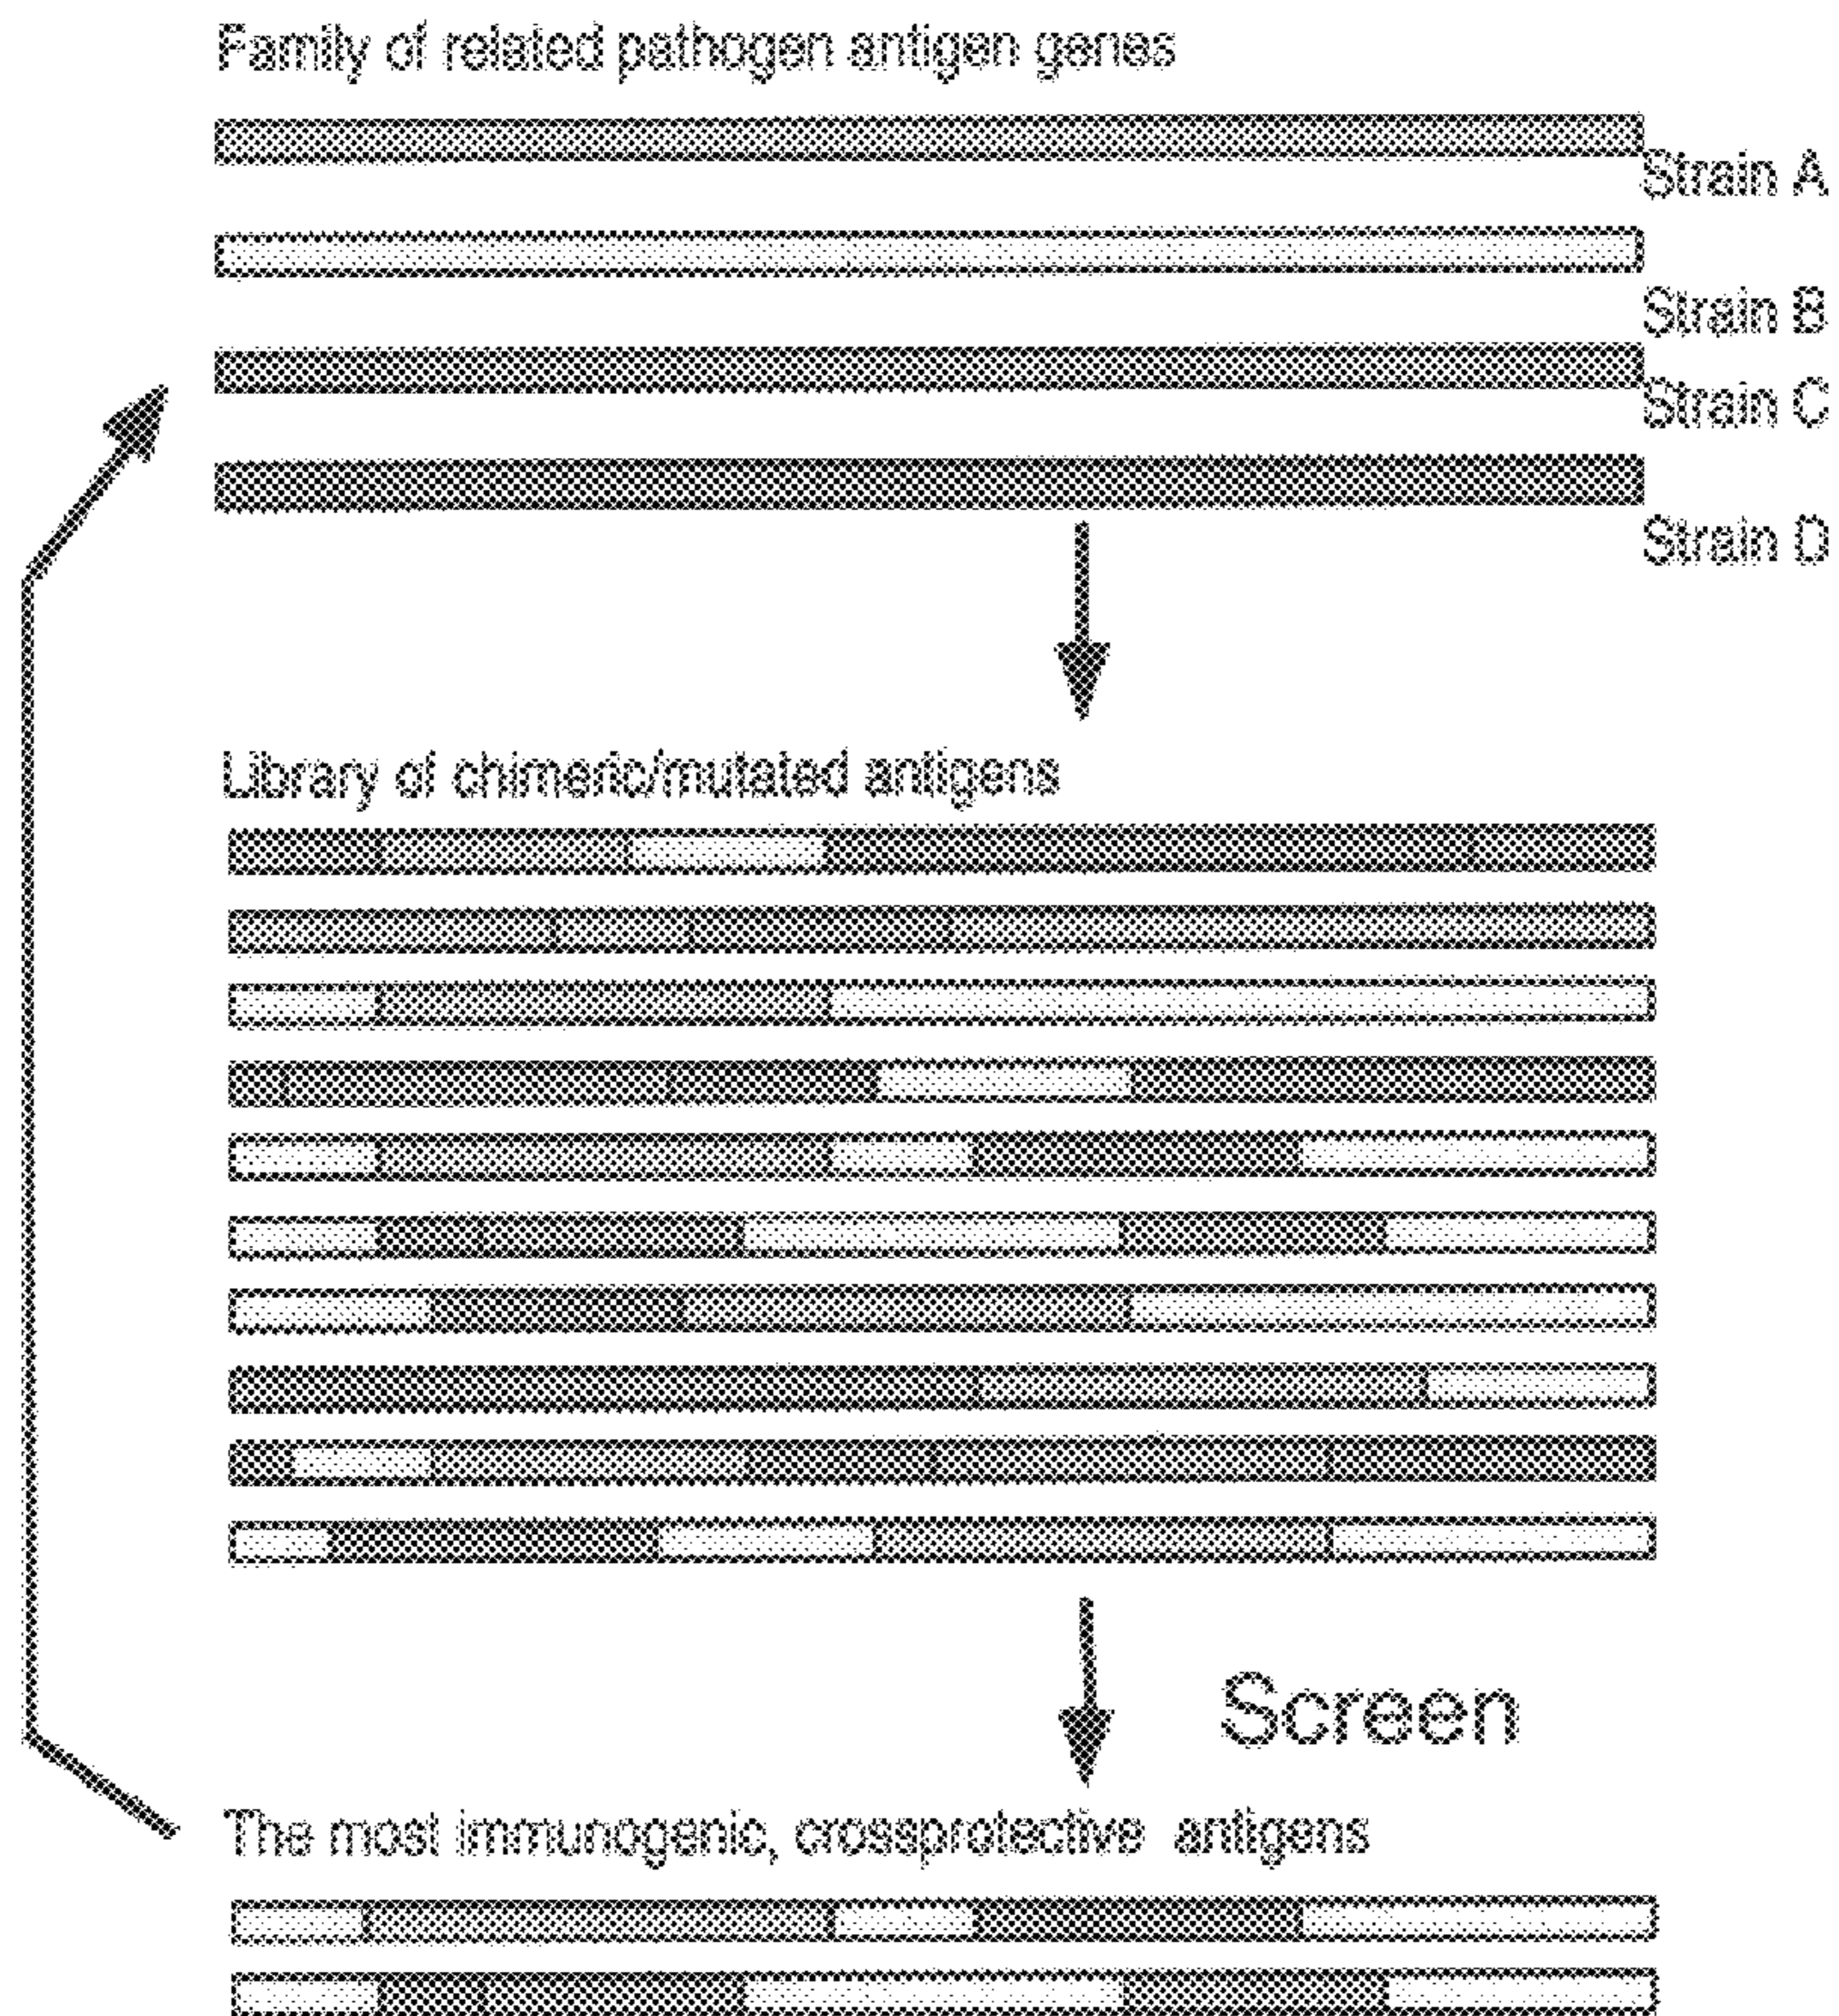 Family of related pathogen antigen genes
Strain A
Strain B
Strain C
Strain D
Library of chimeric/mutated antigens
Screen
The most immunogenic, crossprotective antigens